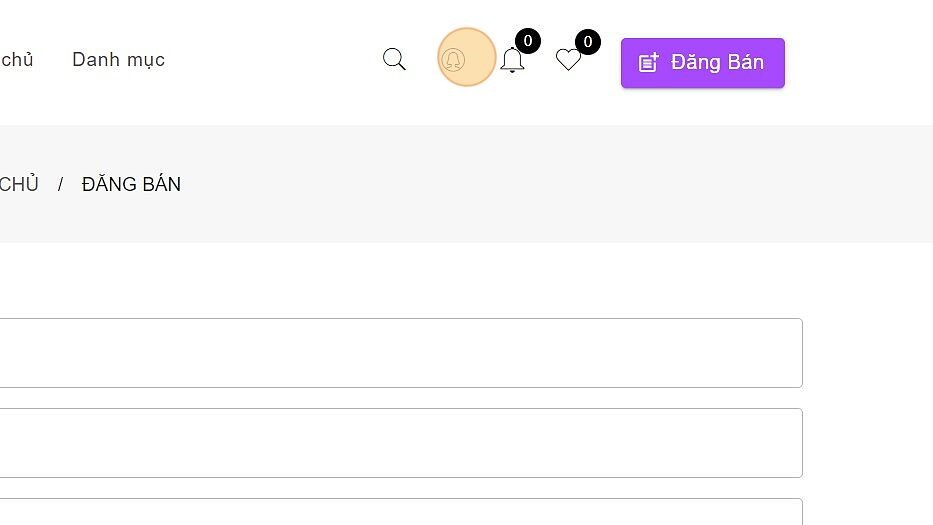 chủ Danh mục 0 0 Đăng Bán
CHỦ / ĐĂNG BÁN